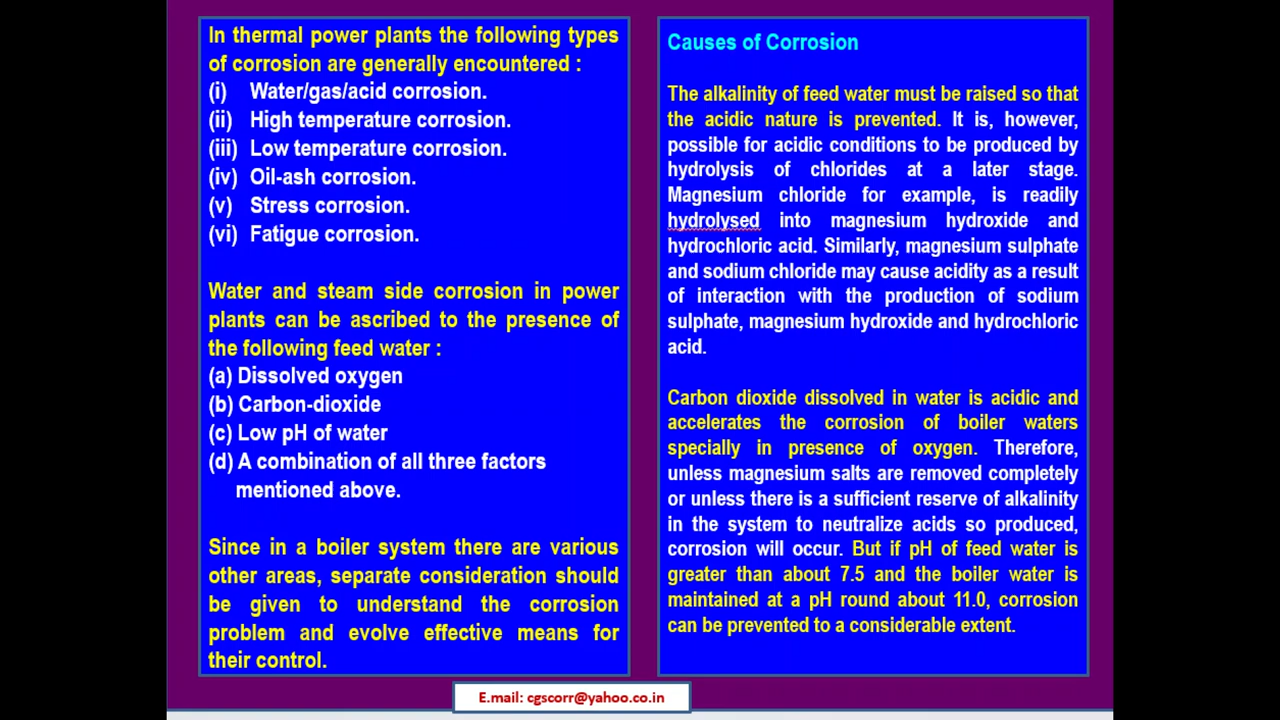 In thermal power plants the following types
of corrosion are generally encountered :
(i) Water/gas/acid corrosion.
(ii) High temperature corrosion.
(iii) Low temperature corrosion.
(iv) Oil-ash corrosion.
(v) Stress corrosion.
(vi) Fatigue corrosion.
Water and steam side corrosion in power
plants can be ascribed to the presence of
the following feed water :
(a) Dissolved oxygen
(b) Carbon-dioxide
(c) Low pH of water
(d) A combination of all three factors
mentioned above.
Since in a boiler system there are various
other areas, separate consideration should
be given to understand the corrosion
problem and evolve effective means for
their control.
Causes of Corrosion
The alkalinity of feed water must be raised so that
the acidic nature is prevented. It is, however,
possible for acidic conditions to be produced by
hydrolysis of chlorides at a later stage.
Magnesium chloride for example, is readily
hydrolysed into magnesium hydroxide and
hydrochloric acid. Similarly, magnesium sulphate
and sodium chloride may cause acidity as a result
of interaction with the production of sodium
sulphate, magnesium hydroxide and hydrochloric
acid.
Carbon dioxide dissolved in water is acidic and
accelerates the corrosion of boiler waters
specially in presence of oxygen. Therefore,
unless magnesium salts are removed completely
or unless there is a sufficient reserve of alkalinity
in the system to neutralize acids so produced,
corrosion will occur. But if pH of feed water is
greater than about 7.5 and the boiler water is
maintained at a pH round about 11.0, corrosion
can be prevented to a considerable extent.
E.mail: cgscorr@yahoo.co.in